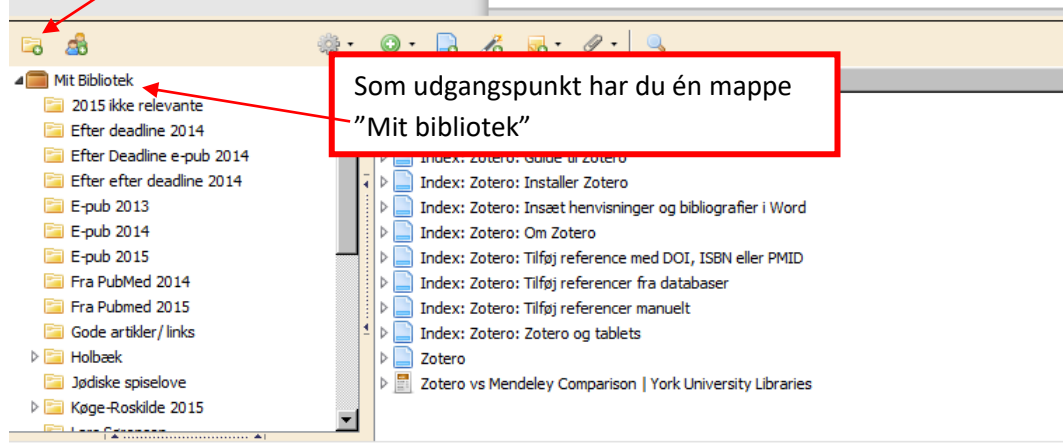 Mit Bibliotek
2015 ikke relevante
Efter deadline 2014
Efter Deadline e-pub 2014
Efter efter deadline 2014
E-pub 2013
E-pub 2014
E-pub 2015
Fra PubMed 2014
Fra Pubmed 2015
Gode artikler/ links
Holbæk
Jødiske spiselove
Køge-Roskilde 2015
Som udgangspunkt har du én mappe
”Mit bibliotek”
Index: Zotero: Guide til Zotero
Index: Zotero: Installer Zotero
Index: Zotero: Insæt henvisninger og bibliografier i Word
Index: Zotero: Om Zotero
Index: Zotero: Tilføj reference med DOI, ISBN eller PMID
Index: Zotero: Tilføj referencer fra databaser
Index: Zotero: Tilføj referencer manuelt
Index: Zotero: Zotero og tablets
Zotero
Zotero vs Mendeley Comparison | York University Libraries